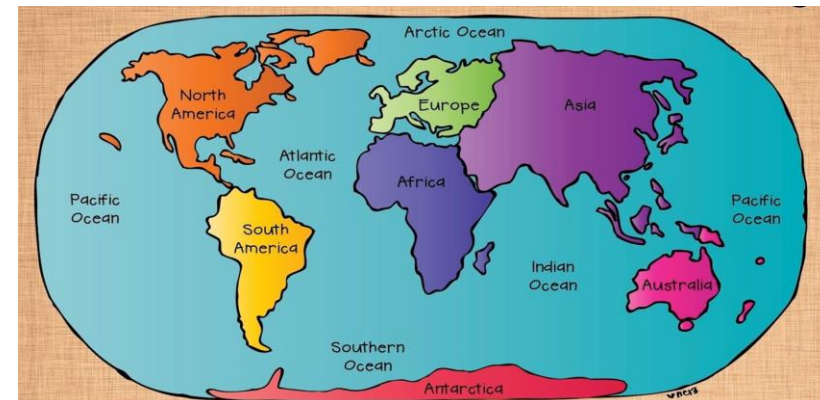 Arctic Ocean
North
America
Europe
Asia
Atlantic
Ocean
Africa
Pacific
Ocean
Pacific
Ocean
South
America
Indian
Ocean
Australia
Southern
Ocean
Antarctica